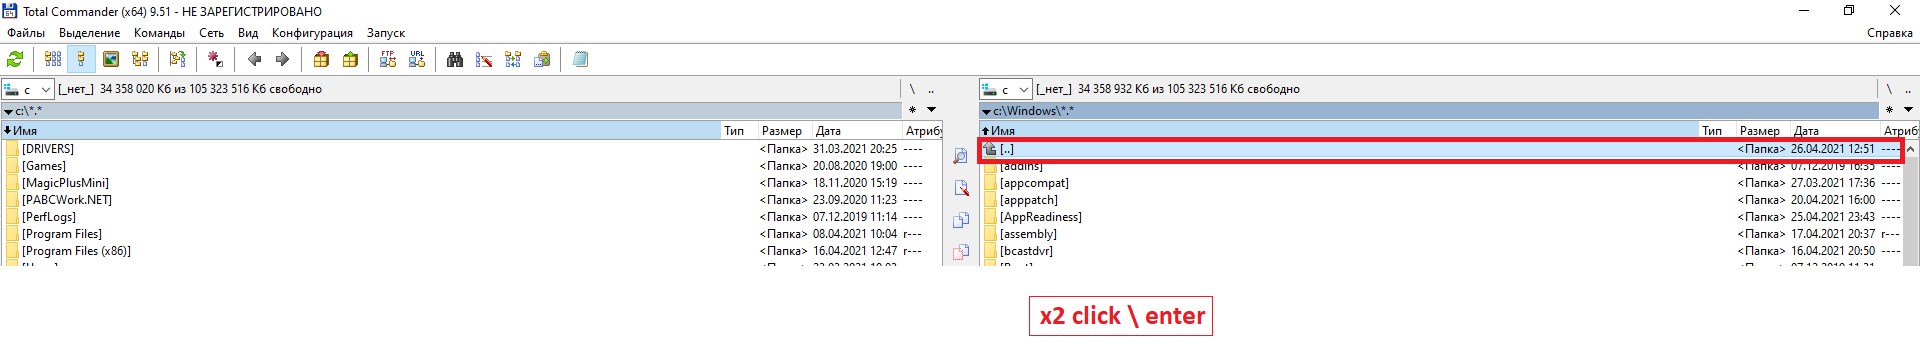 Total Commander (x64) 9.51 - НЕ ЗАРЕГИСТРИРОВАНО
Файлы Выделение Команды Сеть Вид Конфигурация Запуск Справка
FTP URL
c [_нет_] 34 358 020 Кб из 105 323 516 Кб свободно \ ..
c:\*.* * 
Имя Тип Размер Дата Атрибу
[DRIVERS] <Папка> 31.03.2021 20:25 ----
[Games] <Папка> 20.08.2020 19:00 ----
[MagicPlusMini] <Папка> 18.11.2020 15:19 ----
[PABCWork.NET] <Папка> 23.09.2020 11:23 ----
[PerfLogs] <Папка> 07.12.2019 11:14 ----
[Program Files] <Папка> 08.04.2021 10:04 r---
[Program Files (x86)] <Папка> 16.04.2021 12:47 r---
c [_нет_] 34 358 932 Кб из 105 323 516 Кб свободно \ ..
c:\Windows\*.* *
Имя Тип Размер Дата Атрибу
[..] <Папка> 26.04.2021 12:51 ----
[addins] <Папка> 07.12.2019 16:35 ----
[appcompat] <Папка> 27.03.2021 17:36 ----
[apppatch] <Папка> 20.04.2021 16:00 ----
[AppReadiness] <Папка> 25.04.2021 23:43 ----
[assembly] <Папка> 17.04.2021 20:37 r---
[bcastdvr] <Папка> 16.04.2021 20:50 ----
x2 click \ enter